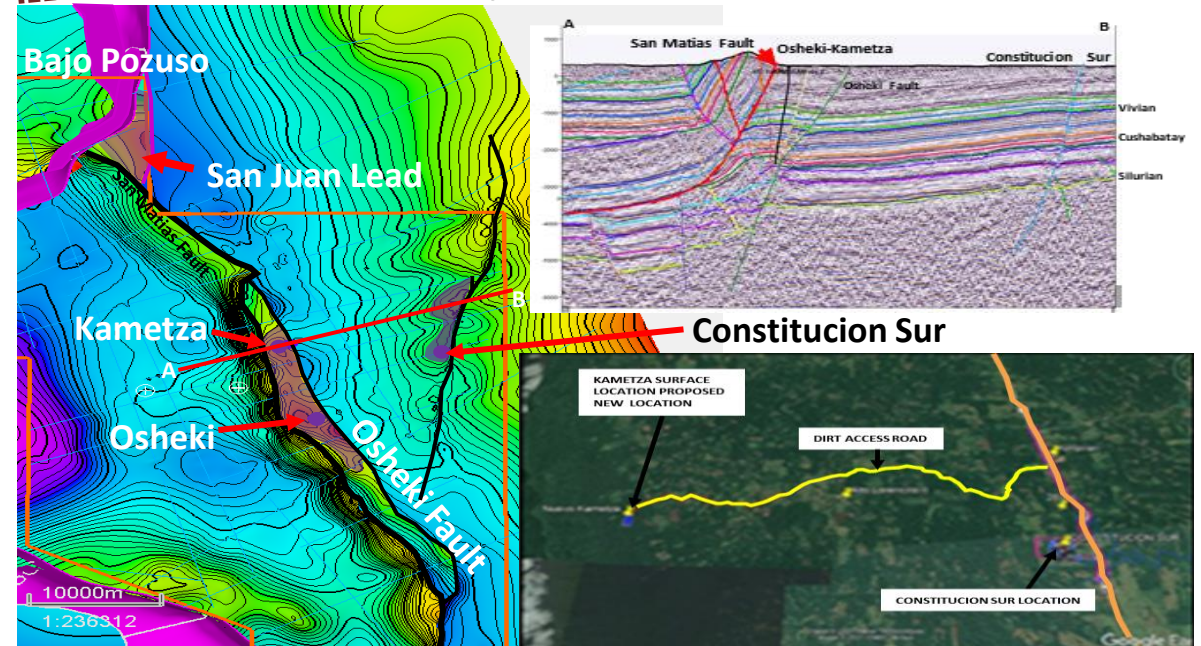 Bajo Pozuso
San Juan Lead
San Matias Fault
Kametza
A
B
Osheki
Osheki Fault
Constitucion Sur
10000m
1:236312
A
B
San Matias Fault
Osheki-Kametza
Constitucion Sur
Osheki Fault
Vivian
Cushabatay
Silurian
KAMETZA SURFACE
LOCATION PROPOSED
NEW LOCATION
DIRT ACCESS ROAD
Nuevo Kametza
CONSTITUCION SUR LOCATION